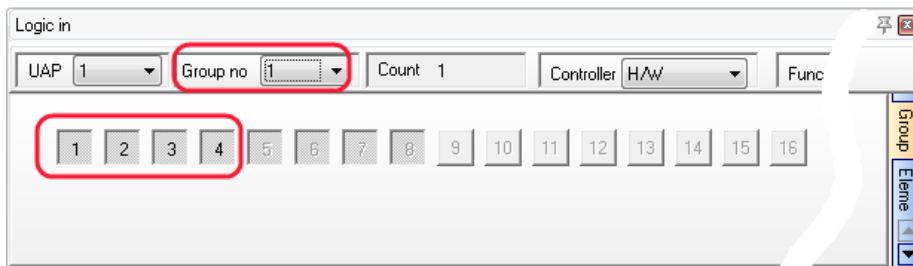 Logic in
UAP 1 Group no 1 Count 1 Controller H/W Func
1 2 3 4 5 6 7 8 9 10 11 12 13 14 15 16
Group
Eleme